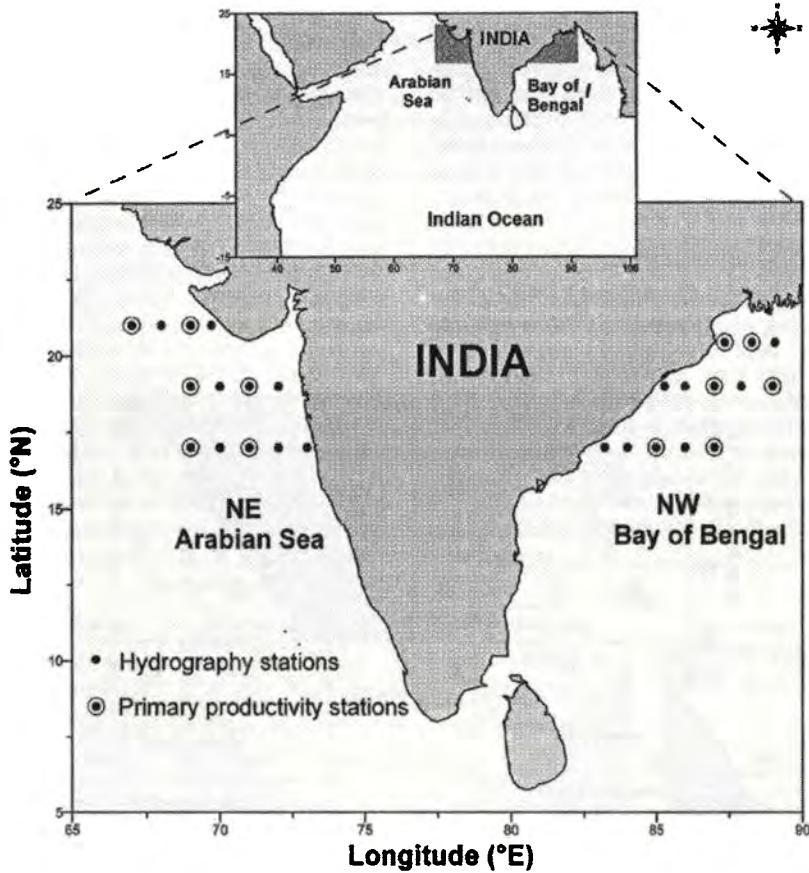 25
15
5
-5
-15
40
50
60
70
80
90
100
INDIA
Arabian
Sea
Bay of
Bengal
Indian Ocean
25
20
15
10
5
65
70
75
80
85
90
Latitude (°N)
Longitude (°E)
INDIA
NE
Arabian Sea
NW
Bay of Bengal
Hydrography stations
Primary productivity stations